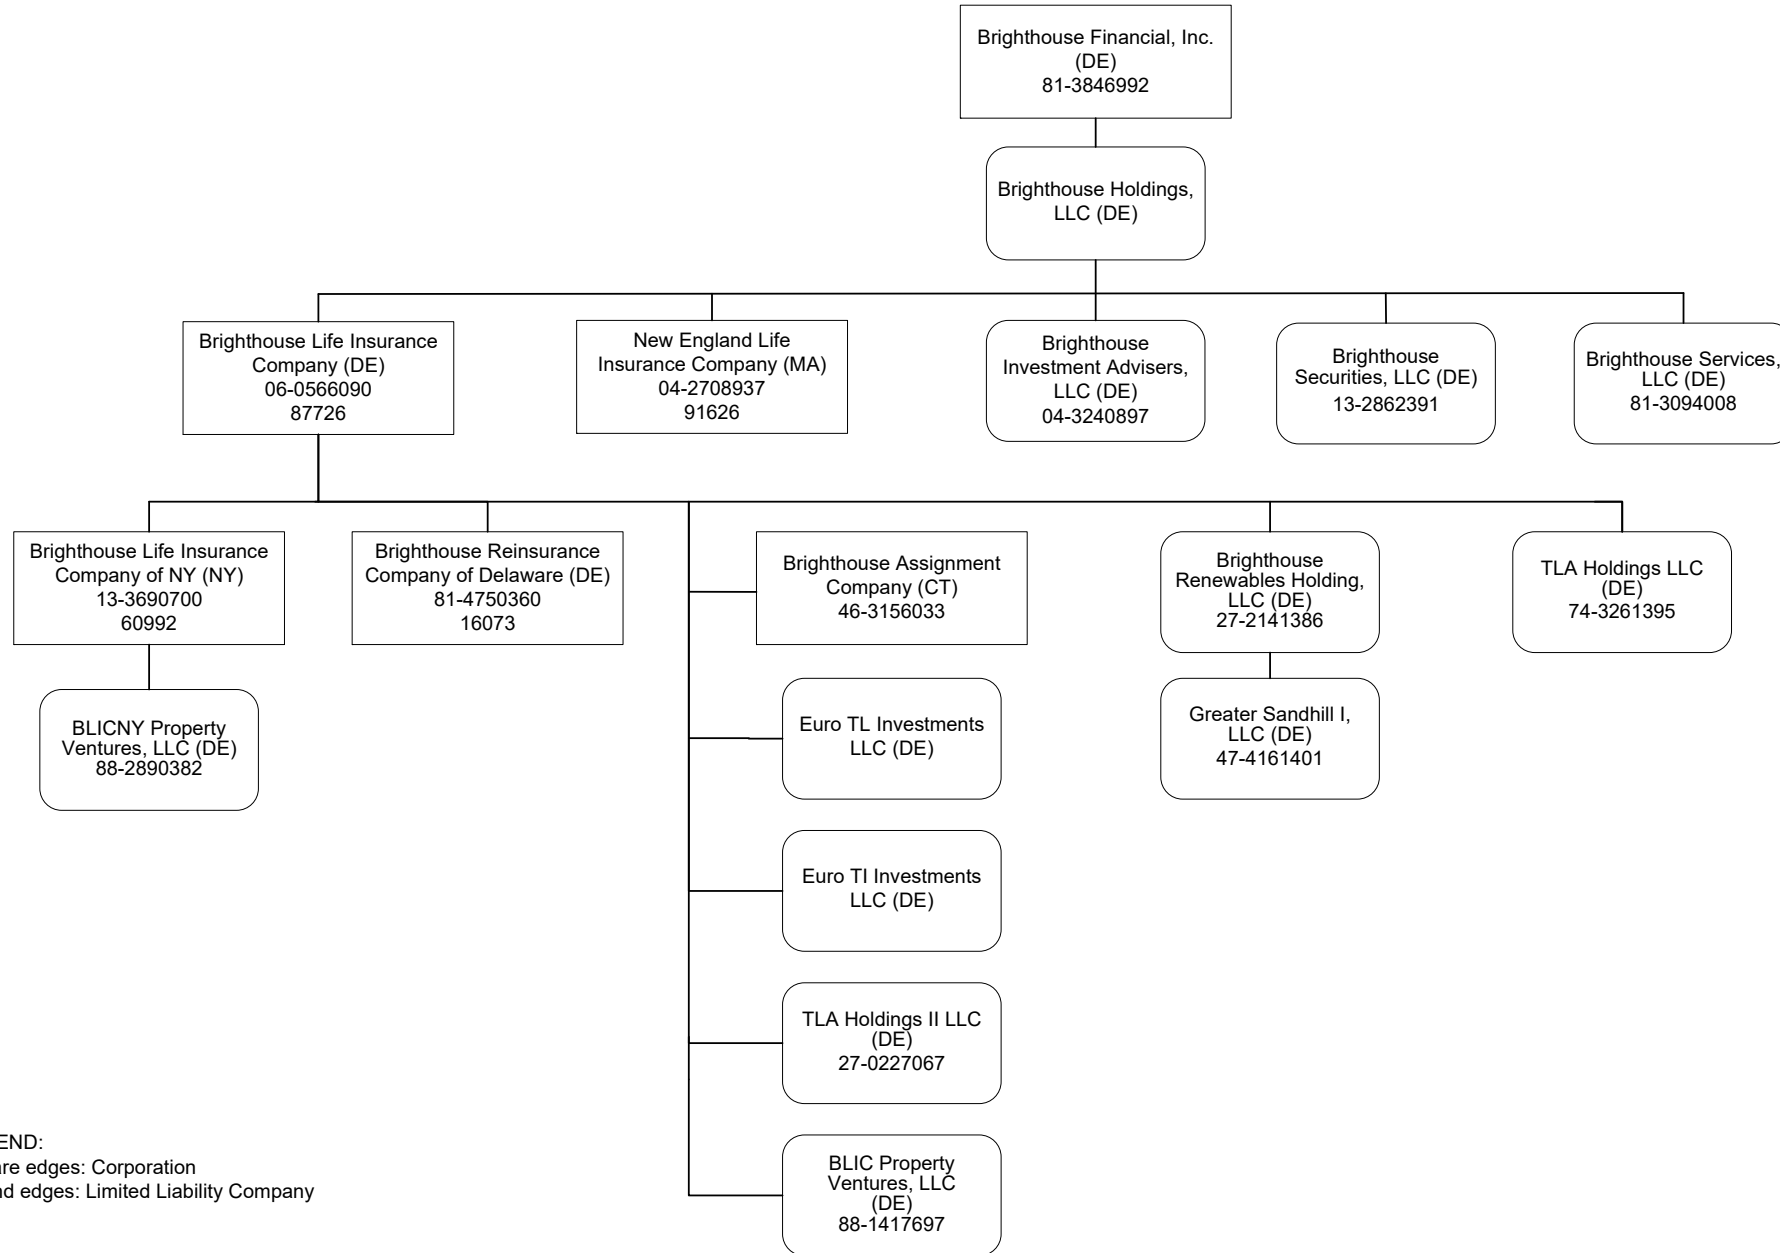 Brighthouse Financial, Inc.
(DE)
81-3846992
Brighthouse Holdings,
LLC (DE)
Brighthouse Life Insurance
Company (DE)
06-0566090
87726
New England Life
Insurance Company (MA)
04-2708937
91626
Brighthouse
Investment Advisers,
LLC (DE)
04-3240897
Brighthouse
Securities, LLC (DE)
13-2862391
Brighthouse Services,
LLC (DE)
81-3094008
Brighthouse Life Insurance
Company of NY (NY)
13-3690700
60992
Brighthouse Reinsurance
Company of Delaware (DE)
81-4750360
16073
Brighthouse Assignment
Company (CT)
46-3156033
Brighthouse
Renewables Holding,
LLC (DE)
27-2141386
TLA Holdings LLC
(DE)
74-3261395
BLICNY Property
Ventures, LLC (DE)
88-2890382
Euro TL Investments
LLC (DE)
Greater Sandhill I,
LLC (DE)
47-4161401
Euro TI Investments
LLC (DE)
TLA Holdings II LLC
(DE)
27-0227067
BLIC Property
Ventures, LLC
(DE)
88-1417697
END:
are edges: Corporation
nd edges: Limited Liability Company